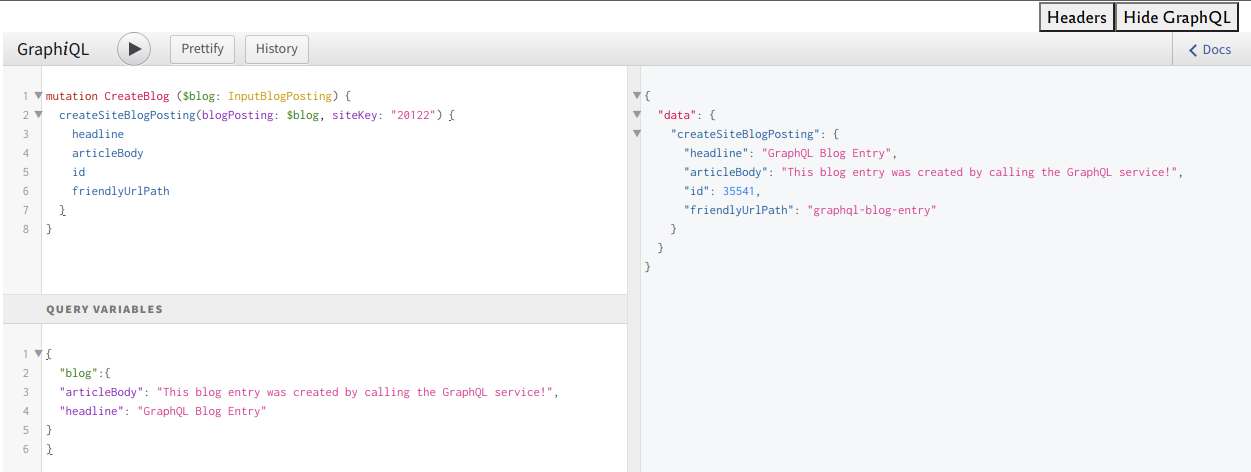 Headers Hide GraphQL
GraphiQL Prettify History Docs
1 mutation CreateBlog ($blog: InputBlogPosting) {
2 createSiteBlogPosting(blogPosting: $blog, siteKey: "20122") {
3 headline
4 articleBody
5 id
6 friendlyUrlPath
7 }
8 }
QUERY VARIABLES
1 {
2 "blog":{
3 "articleBody": "This blog entry was created by calling the GraphQL service!",
4 "headline": "GraphQL Blog Entry"
5 }
6 }
{
"data": {
"createSiteBlogPosting": {
"headline": "GraphQL Blog Entry",
"articleBody": "This blog entry was created by calling the GraphQL service!",
"id": 35541,
"friendlyUrlPath": "graphql-blog-entry"
}
}
}